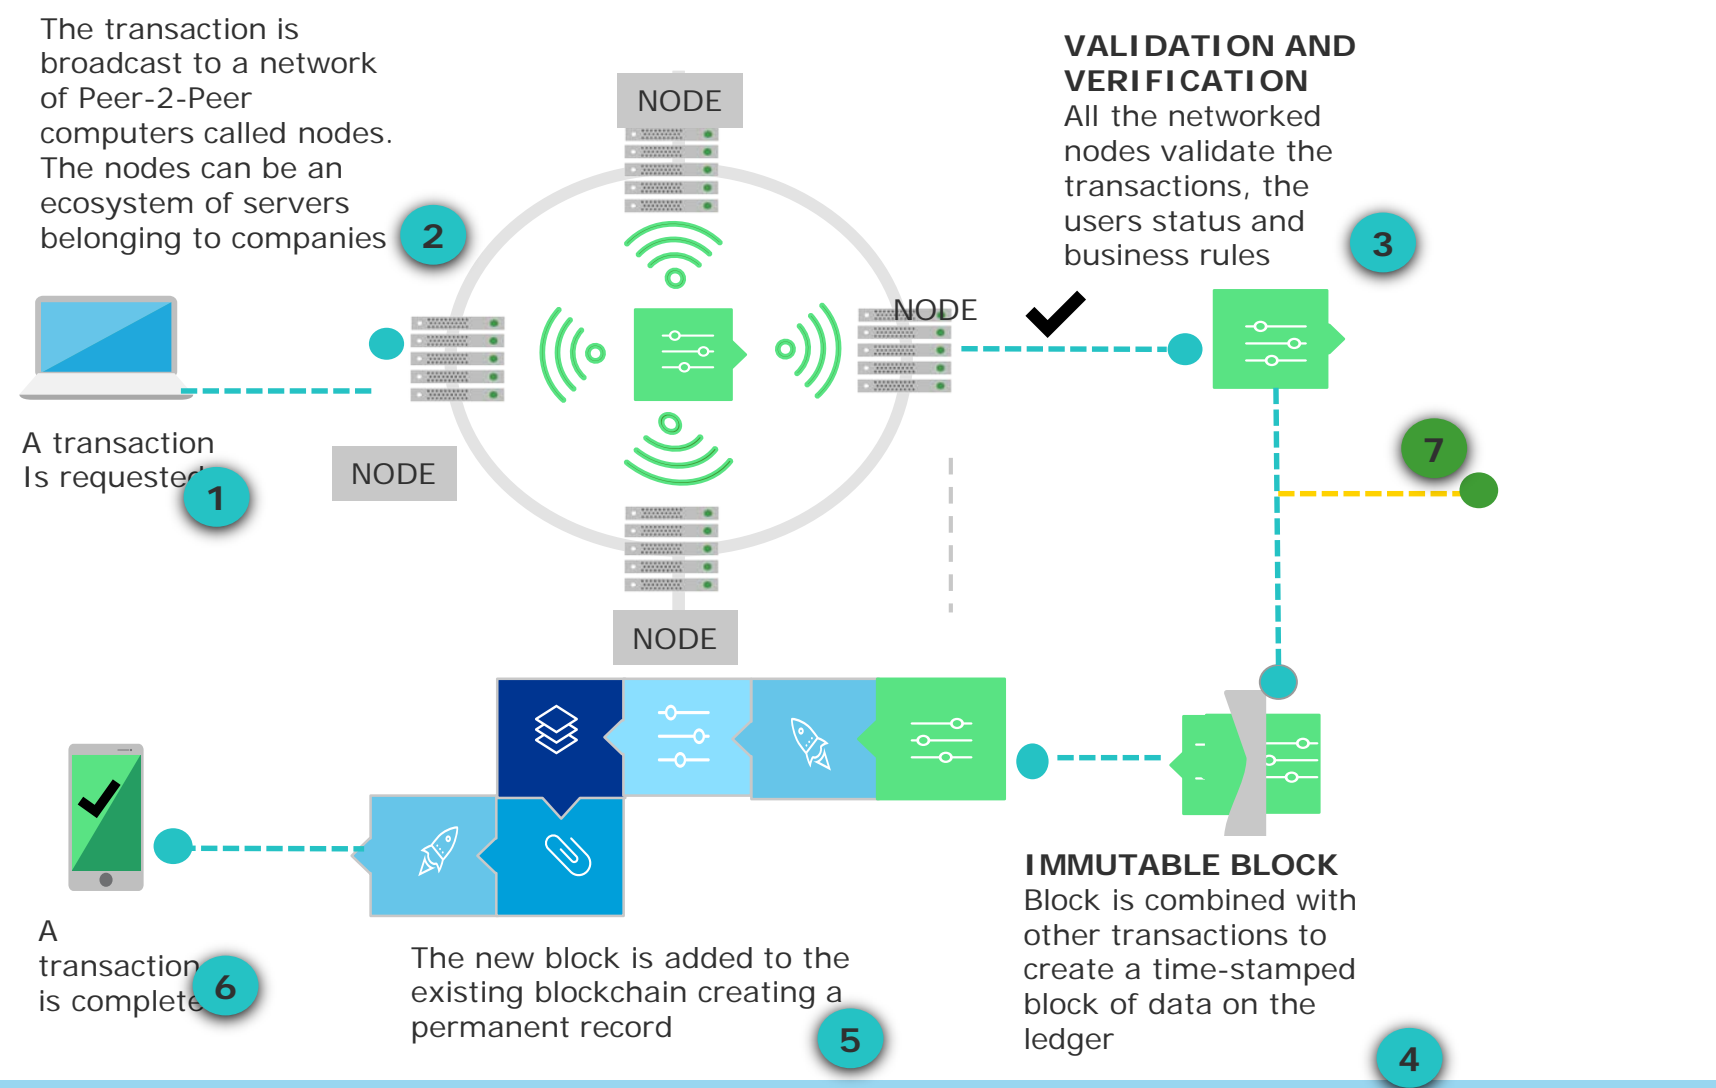 The transaction is
broadcast to a network
of Peer-2-Peer
computers called nodes.
The nodes can be an
ecosystem of servers
belonging to companies
2
NODE
VALIDATION AND
VERIFICATION
All the networked
nodes validate the
transactions, the
users status and
business rules
3
NODE
A transaction
Is requested
1
NODE
7
NODE
IMMUTABLE BLOCK
Block is combined with
other transactions to
create a time-stamped
block of data on the
ledger
4
The new block is added to the
existing blockchain creating a
permanent record
5
A
transaction
is complete
6